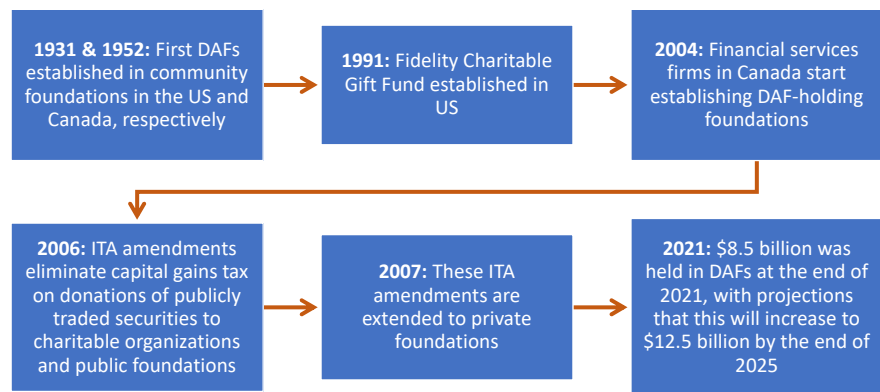 1931 & 1952: First DAFs
established in community
foundations in the US and
Canada, respectively
1991: Fidelity Charitable
Gift Fund established in
US
2004: Financial services
firms in Canada start
establishing DAF-holding
foundations
2006: ITA amendments
eliminate capital gains tax
on donations of publicly
traded securities to
charitable organizations
and public foundations
2007: These ITA
amendments are
extended to private
foundations
2021: $8.5 billion was
held in DAFs at the end of
2021, with projections
that this will increase to
$12.5 billion by the end of
2025